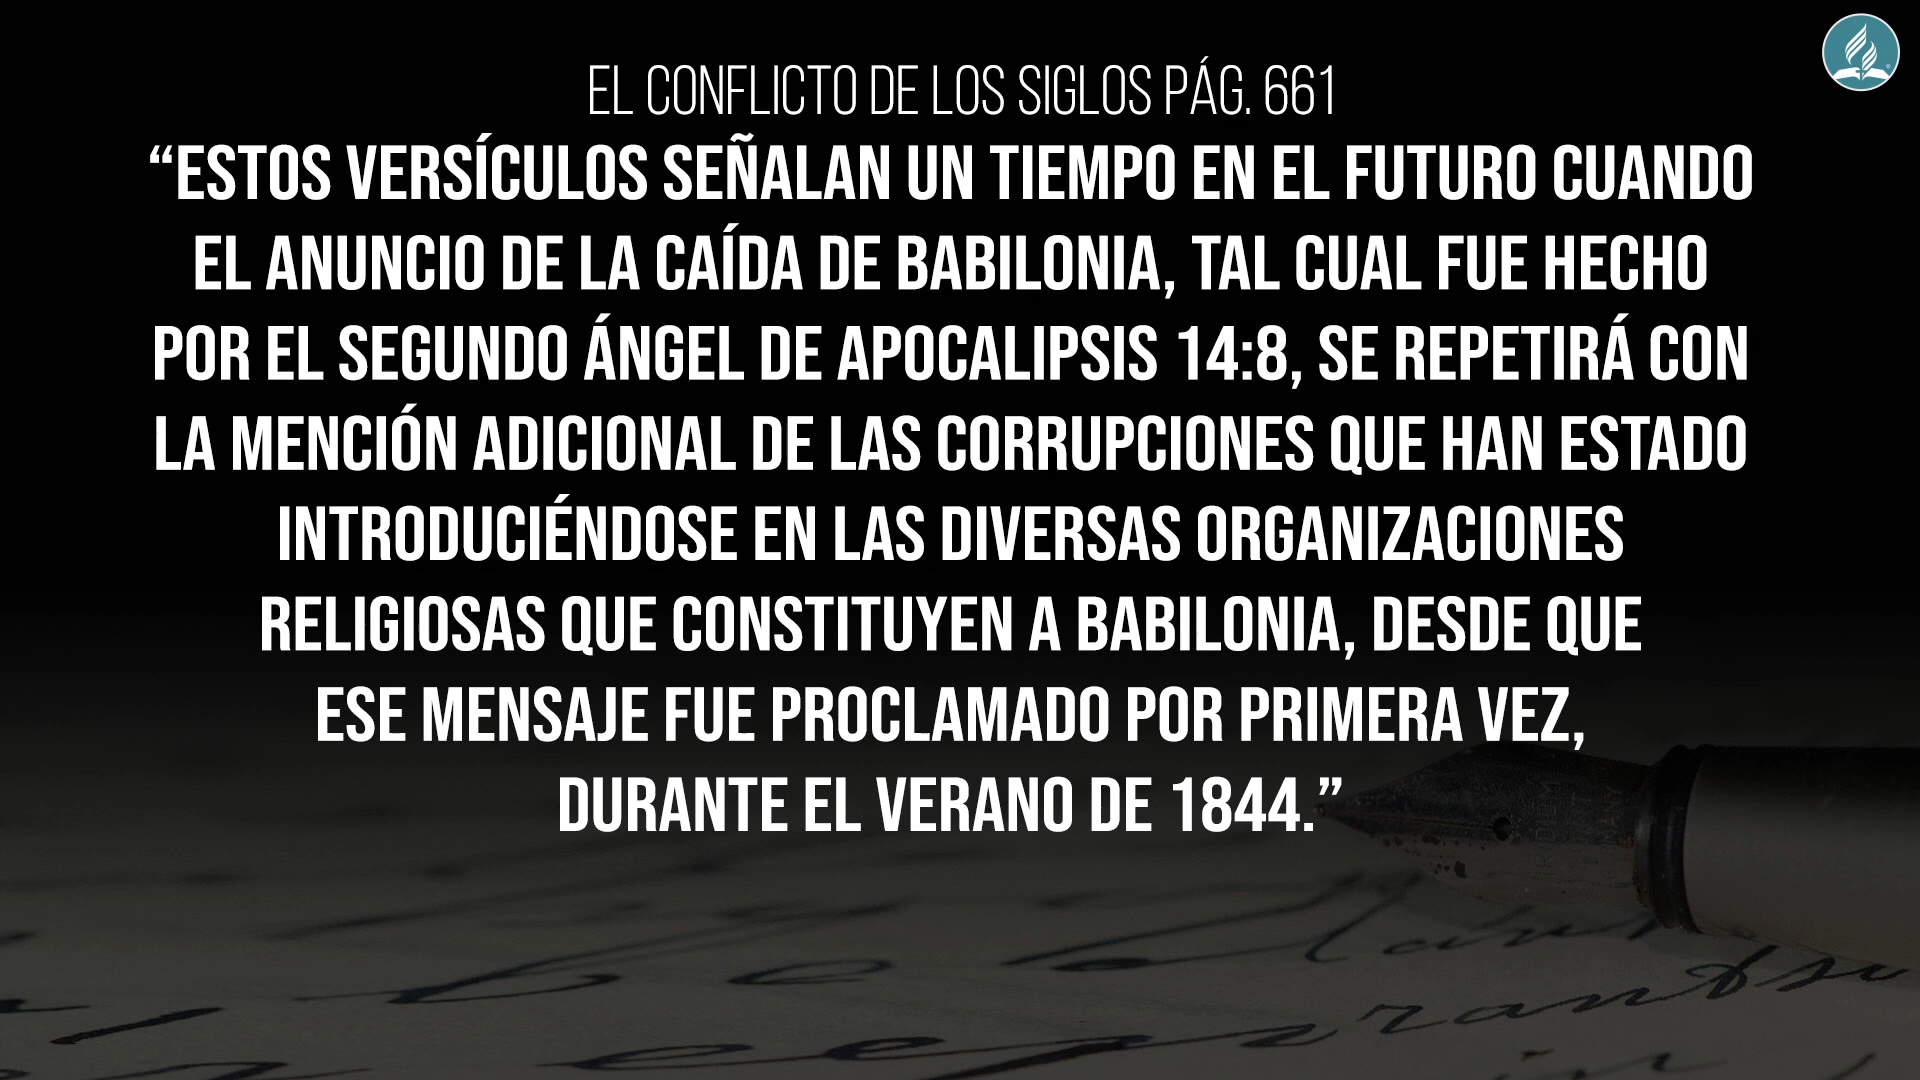 EL CONFLICTO DE LOS SIGLOS PÁG. 661
“ESTOS VERSÍCULOS SEÑALAN UN TIEMPO EN EL FUTURO CUANDO
EL ANUNCIO DE LA CAÍDA DE BABILONIA, TAL CUAL FUE HECHO
POR EL SEGUNDO ÁNGEL DE APOCALIPSIS 14:8, SE REPETIRÁ CON
LA MENCIÓN ADICIONAL DE LAS CORRUPCIONES QUE HAN ESTADO
INTRODUCIÉNDOSE EN LAS DIVERSAS ORGANIZACIONES
RELIGIOSAS QUE CONSTITUYEN A BABILONIA, DESDE QUE
ESE MENSAJE FUE PROCLAMADO POR PRIMERA VEZ,
DURANTE EL VERANO DE 1844.”